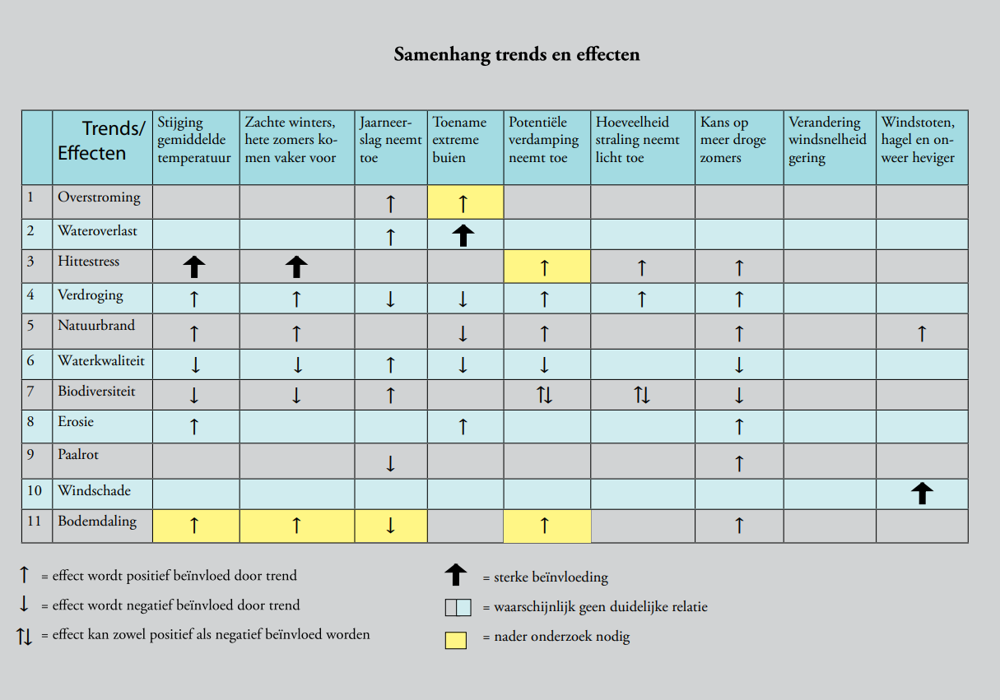 Samenhang trends en effecten
Trends/
Effecten
Stijging
gemiddelde
temperatuur
Zachte winters,
hete zomers ko-
men vaker voor
Jaarneer-
slag neemt
toe
Toename
extreme
buien
Potentiële
verdamping
neemt toe
Hoeveelheid
straling neemt
licht toe
Kans op
meer droge
zomers
Verandering
windsnelheid
gering
Windstoten,
hagel en on-
weer heviger
1 Overstroming ↑ ↑
2 Wateroverlast ↑ ⬆
3 Hittestress ⬆ ⬆ ↑ ↑ ↑
4 Verdroging ↑ ↑ ↓ ↓ ↑ ↑ ↑
5 Natuurbrand ↑ ↑ ↓ ↑ ↑ ↑
6 Waterkwaliteit ↓ ↓ ↑ ↓ ↓ ↓
7 Biodiversiteit ↓ ↓ ↑ ↑↓ ↑↓ ↓
8 Erosie ↑ ↑ ↑
9 Paalrot ↓ ↑
10 Windschade ⬆
11 Bodemdaling ↑ ↑ ↓ ↑ ↑
↑ = effect wordt positief beïnvloed door trend
↓ = effect wordt negatief beïnvloed door trend
↑↓ = effect kan zowel positief als negatief beïnvloed worden
⬆ = sterke beïnvloeding
= waarschijnlijk geen duidelijke relatie
= nader onderzoek nodig